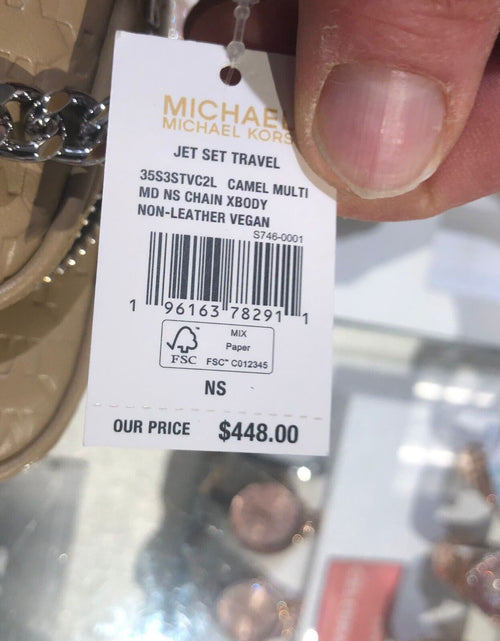 MICHAEL
MICHAEL KORS
JET SET TRAVEL
35S3STVC2L CAMEL MULTI
MD NS CHAIN XBODY
NON-LEATHER VEGAN
S746-0001
1 96163 78291 1
FSC
MIX
Paper
FSC™ C012345
NS
OUR PRICE $448.00